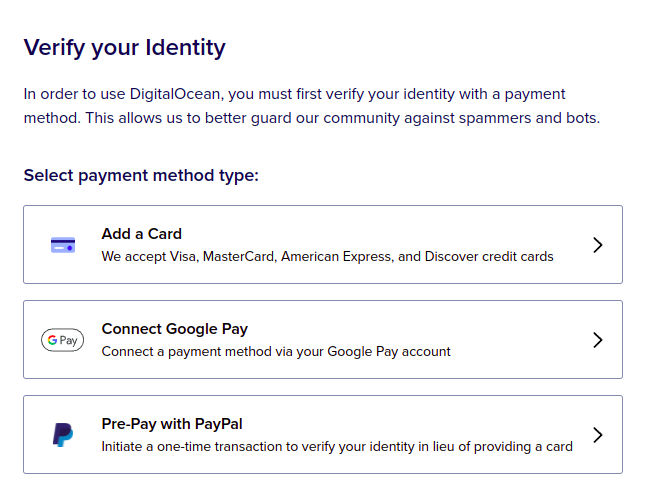 Verify your Identity
In order to use DigitalOcean, you must first verify your identity with a payment
method. This allows us to better guard our community against spammers and bots.
Select payment method type:
Add a Card
We accept Visa, MasterCard, American Express, and Discover credit cards
G Pay
Connect Google Pay
Connect a payment method via your Google Pay account
Pre-Pay with PayPal
Initiate a one-time transaction to verify your identity in lieu of providing a card